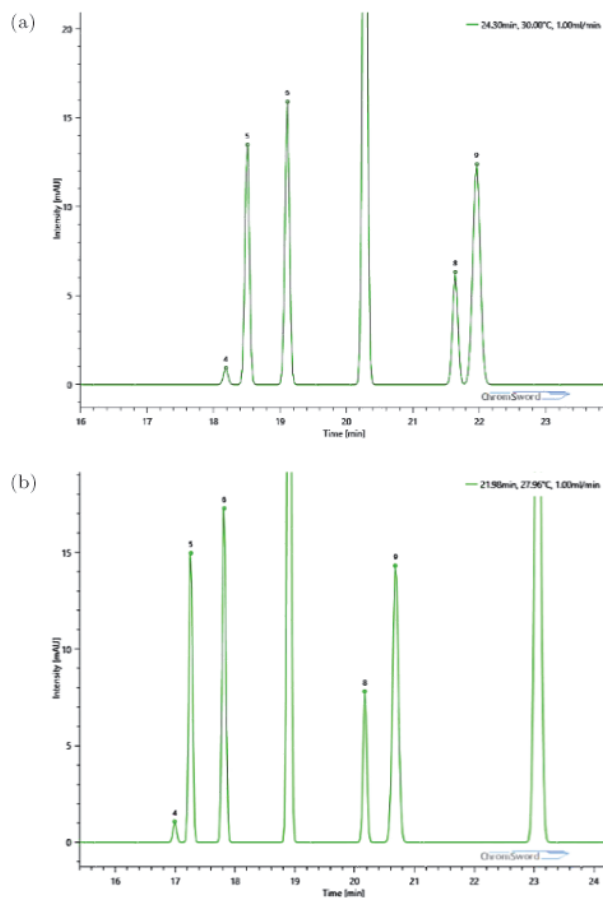 (a)
24.30min, 30.00°C, 1.00ml/min
Intensity [mAU]
20
15
10
5
0
4
5
6
8
9
ChromSword
16 17 18 19 20 21 22 23
Time [min]
(b)
21.98min, 27.96°C, 1.00ml/min
Intensity [mAU]
15
10
5
0
4
5
6
8
9
ChromSword
16 17 18 19 20 21 22 23 24
Time [min]